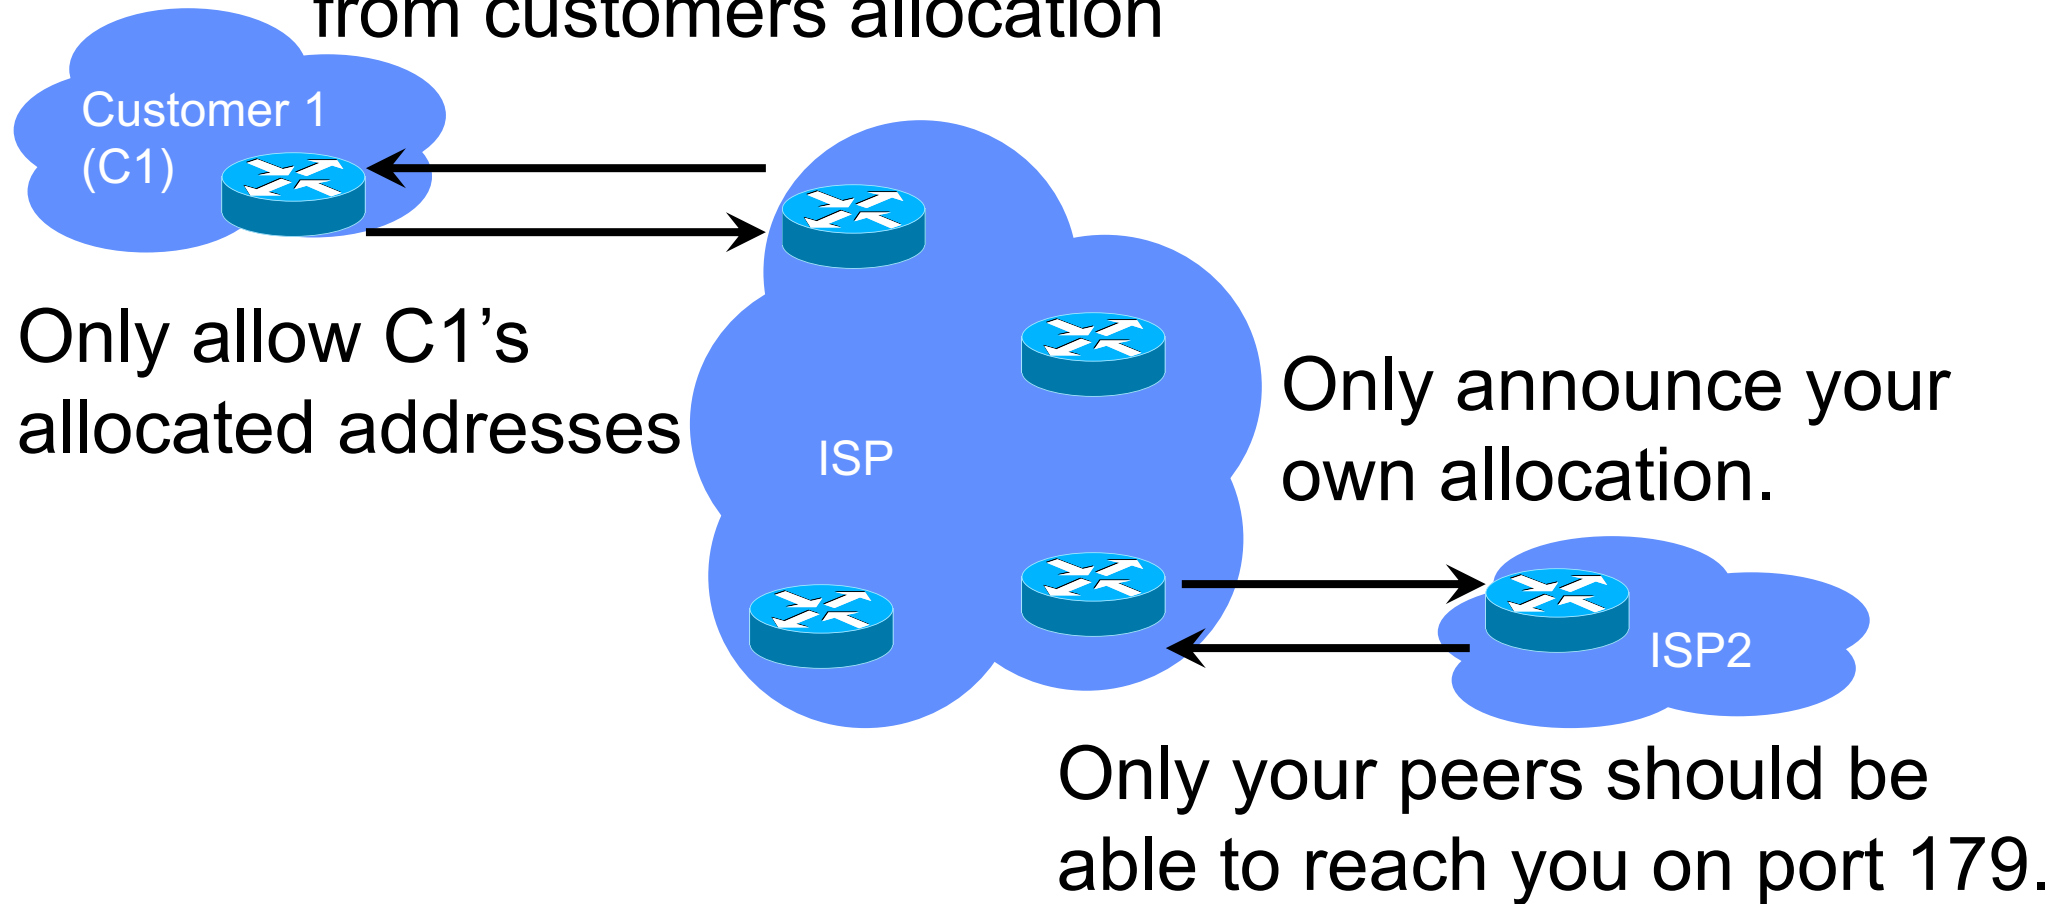 from customers allocation
Customer 1
(C1)
Only allow C1’s
allocated addresses
ISP
Only announce your
own allocation.
ISP2
Only your peers should be
able to reach you on port 179.